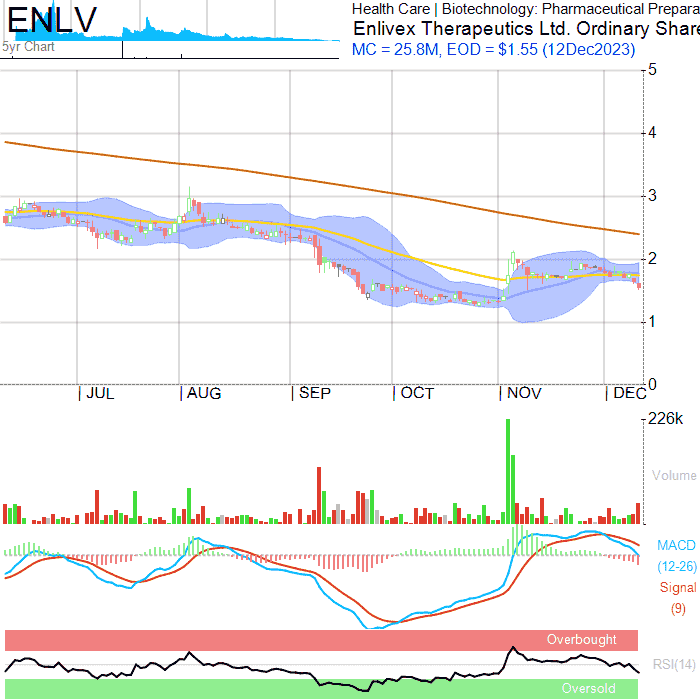 ENLV
5yr Chart
Health Care | Biotechnology: Pharmaceutical Prepara
Enlivex Therapeutics Ltd. Ordinary Share
MC = 25.8M, EOD = $1.55 (12Dec2023)
5
4
3
2
1
0
| JUL | AUG | SEP | OCT | NOV | DEC
226k
Volume
MACD
(12-26)
Signal
(9)
Overbought
RSI(14)
Oversold